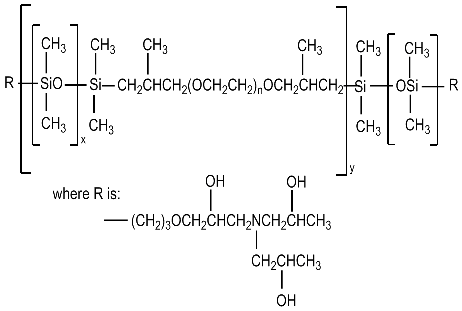 CH₃ CH₃ CH₃ CH₃ CH₃ CH₃
R SiO Si CH₂CHCH₂(OCH₂CH₂)ₙOCH₂CHCH₂ Si OSi R
CH₃ CH₃ CH₃ CH₃
x
y
where R is:
OH OH
(CH₂)₃OCH₂CHCH₂NCH₂CHCH₃
CH₂CHCH₃
OH